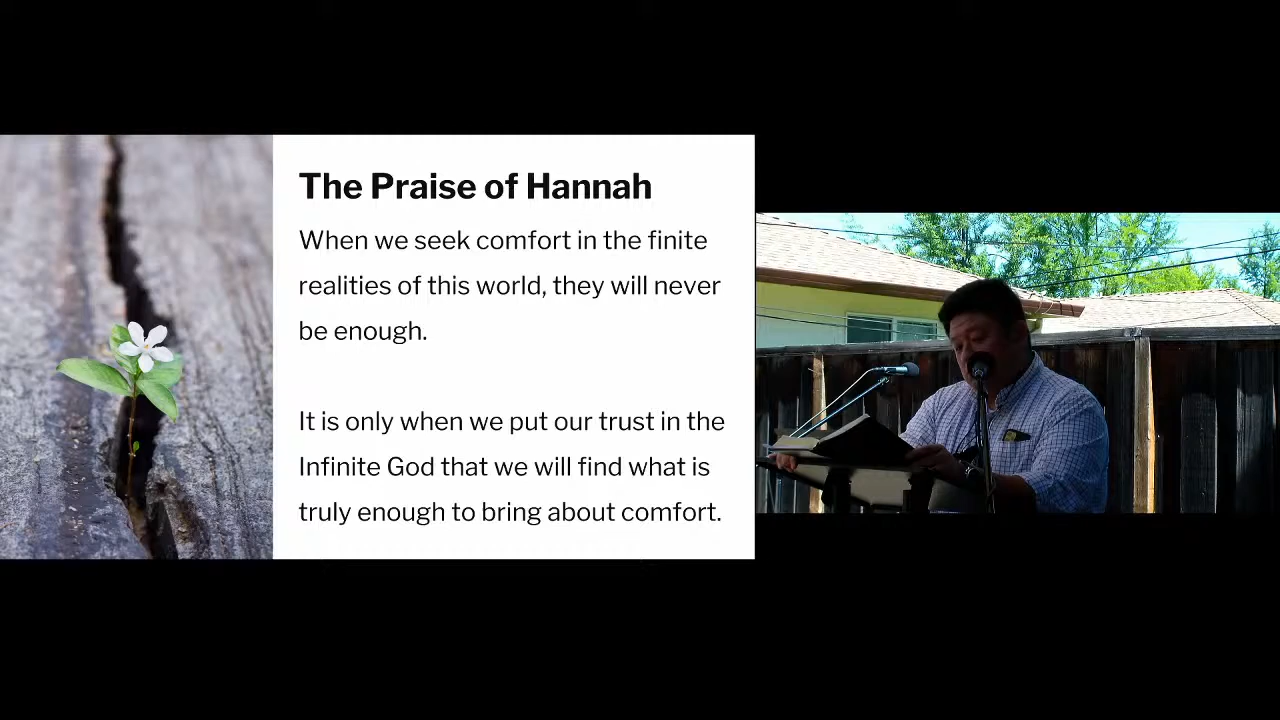 The Praise of Hannah
When we seek comfort in the finite
realities of this world, they will never
be enough.
It is only when we put our trust in the
Infinite God that we will find what is
truly enough to bring about comfort.